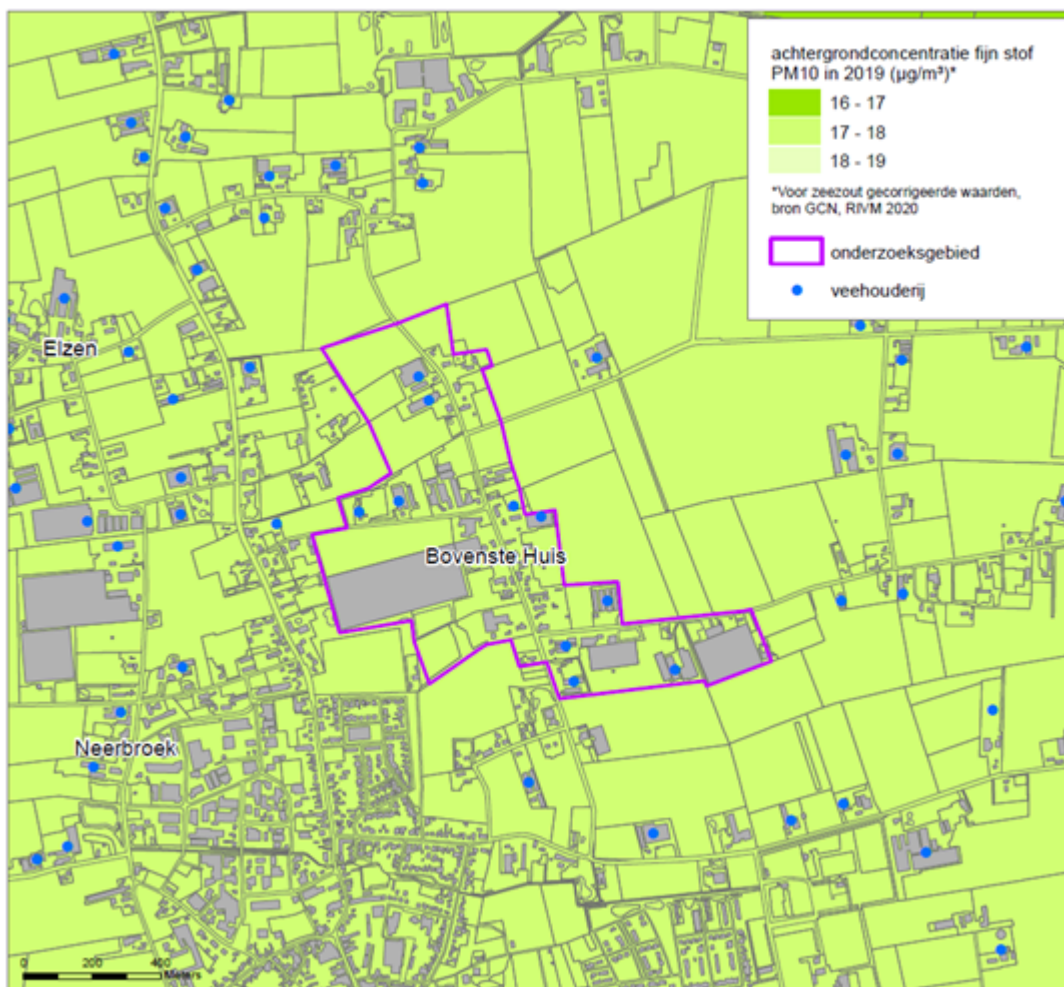 achtergrondconcentratie fijn stof
PM10 in 2019 (µg/m³)*
16 - 17
17 - 18
18 - 19
*Voor zeezout gecorrigeerde waarden,
bron GCN, RIVM 2020
onderzoeksgebied
veehouderij
Elzen
Bovenste Huis
Neerbroek
0 200 400
Meters